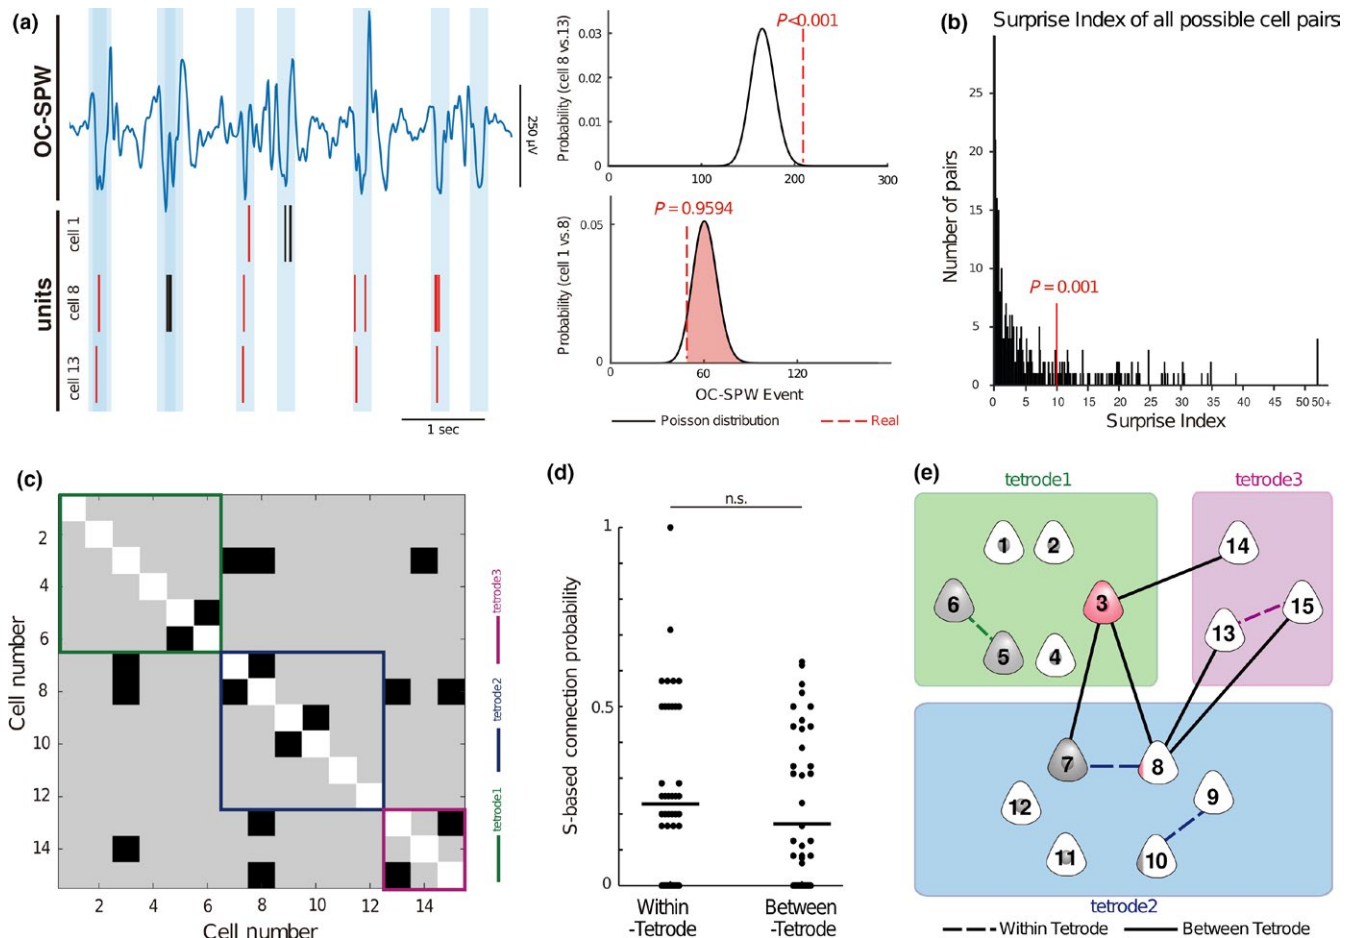 (a)
OC-SPW
250 µV
units
cell 1
cell 8
cell 13
1 sec
Probability (cell 8 vs.13)
0.03
0.02
0.01
0
P<0.001
0
100
200
300
Probability (cell 1 vs.8)
0.05
0
P = 0.9594
0
60
120
OC-SPW Event
Poisson distribution
Real
(b)
Surprise Index of all possible cell pairs
Number of pairs
25
20
15
10
5
0
P = 0.001
0 5 10 15 20 25 30 35 40 45 50 50+
Surprise Index
(c)
Cell number
2
4
6
8
10
12
14
2 4 6 8 10 12 14
Cell number
tetrode3
tetrode2
tetrode1
(d)
n.s.
S-based connection probability
1
0.5
0
Within
-Tetrode
Between
-Tetrode
(e)
tetrode1
tetrode3
1
2
14
6
3
15
13
5
4
7
8
9
12
11
10
tetrode2
Within Tetrode
Between Tetrode